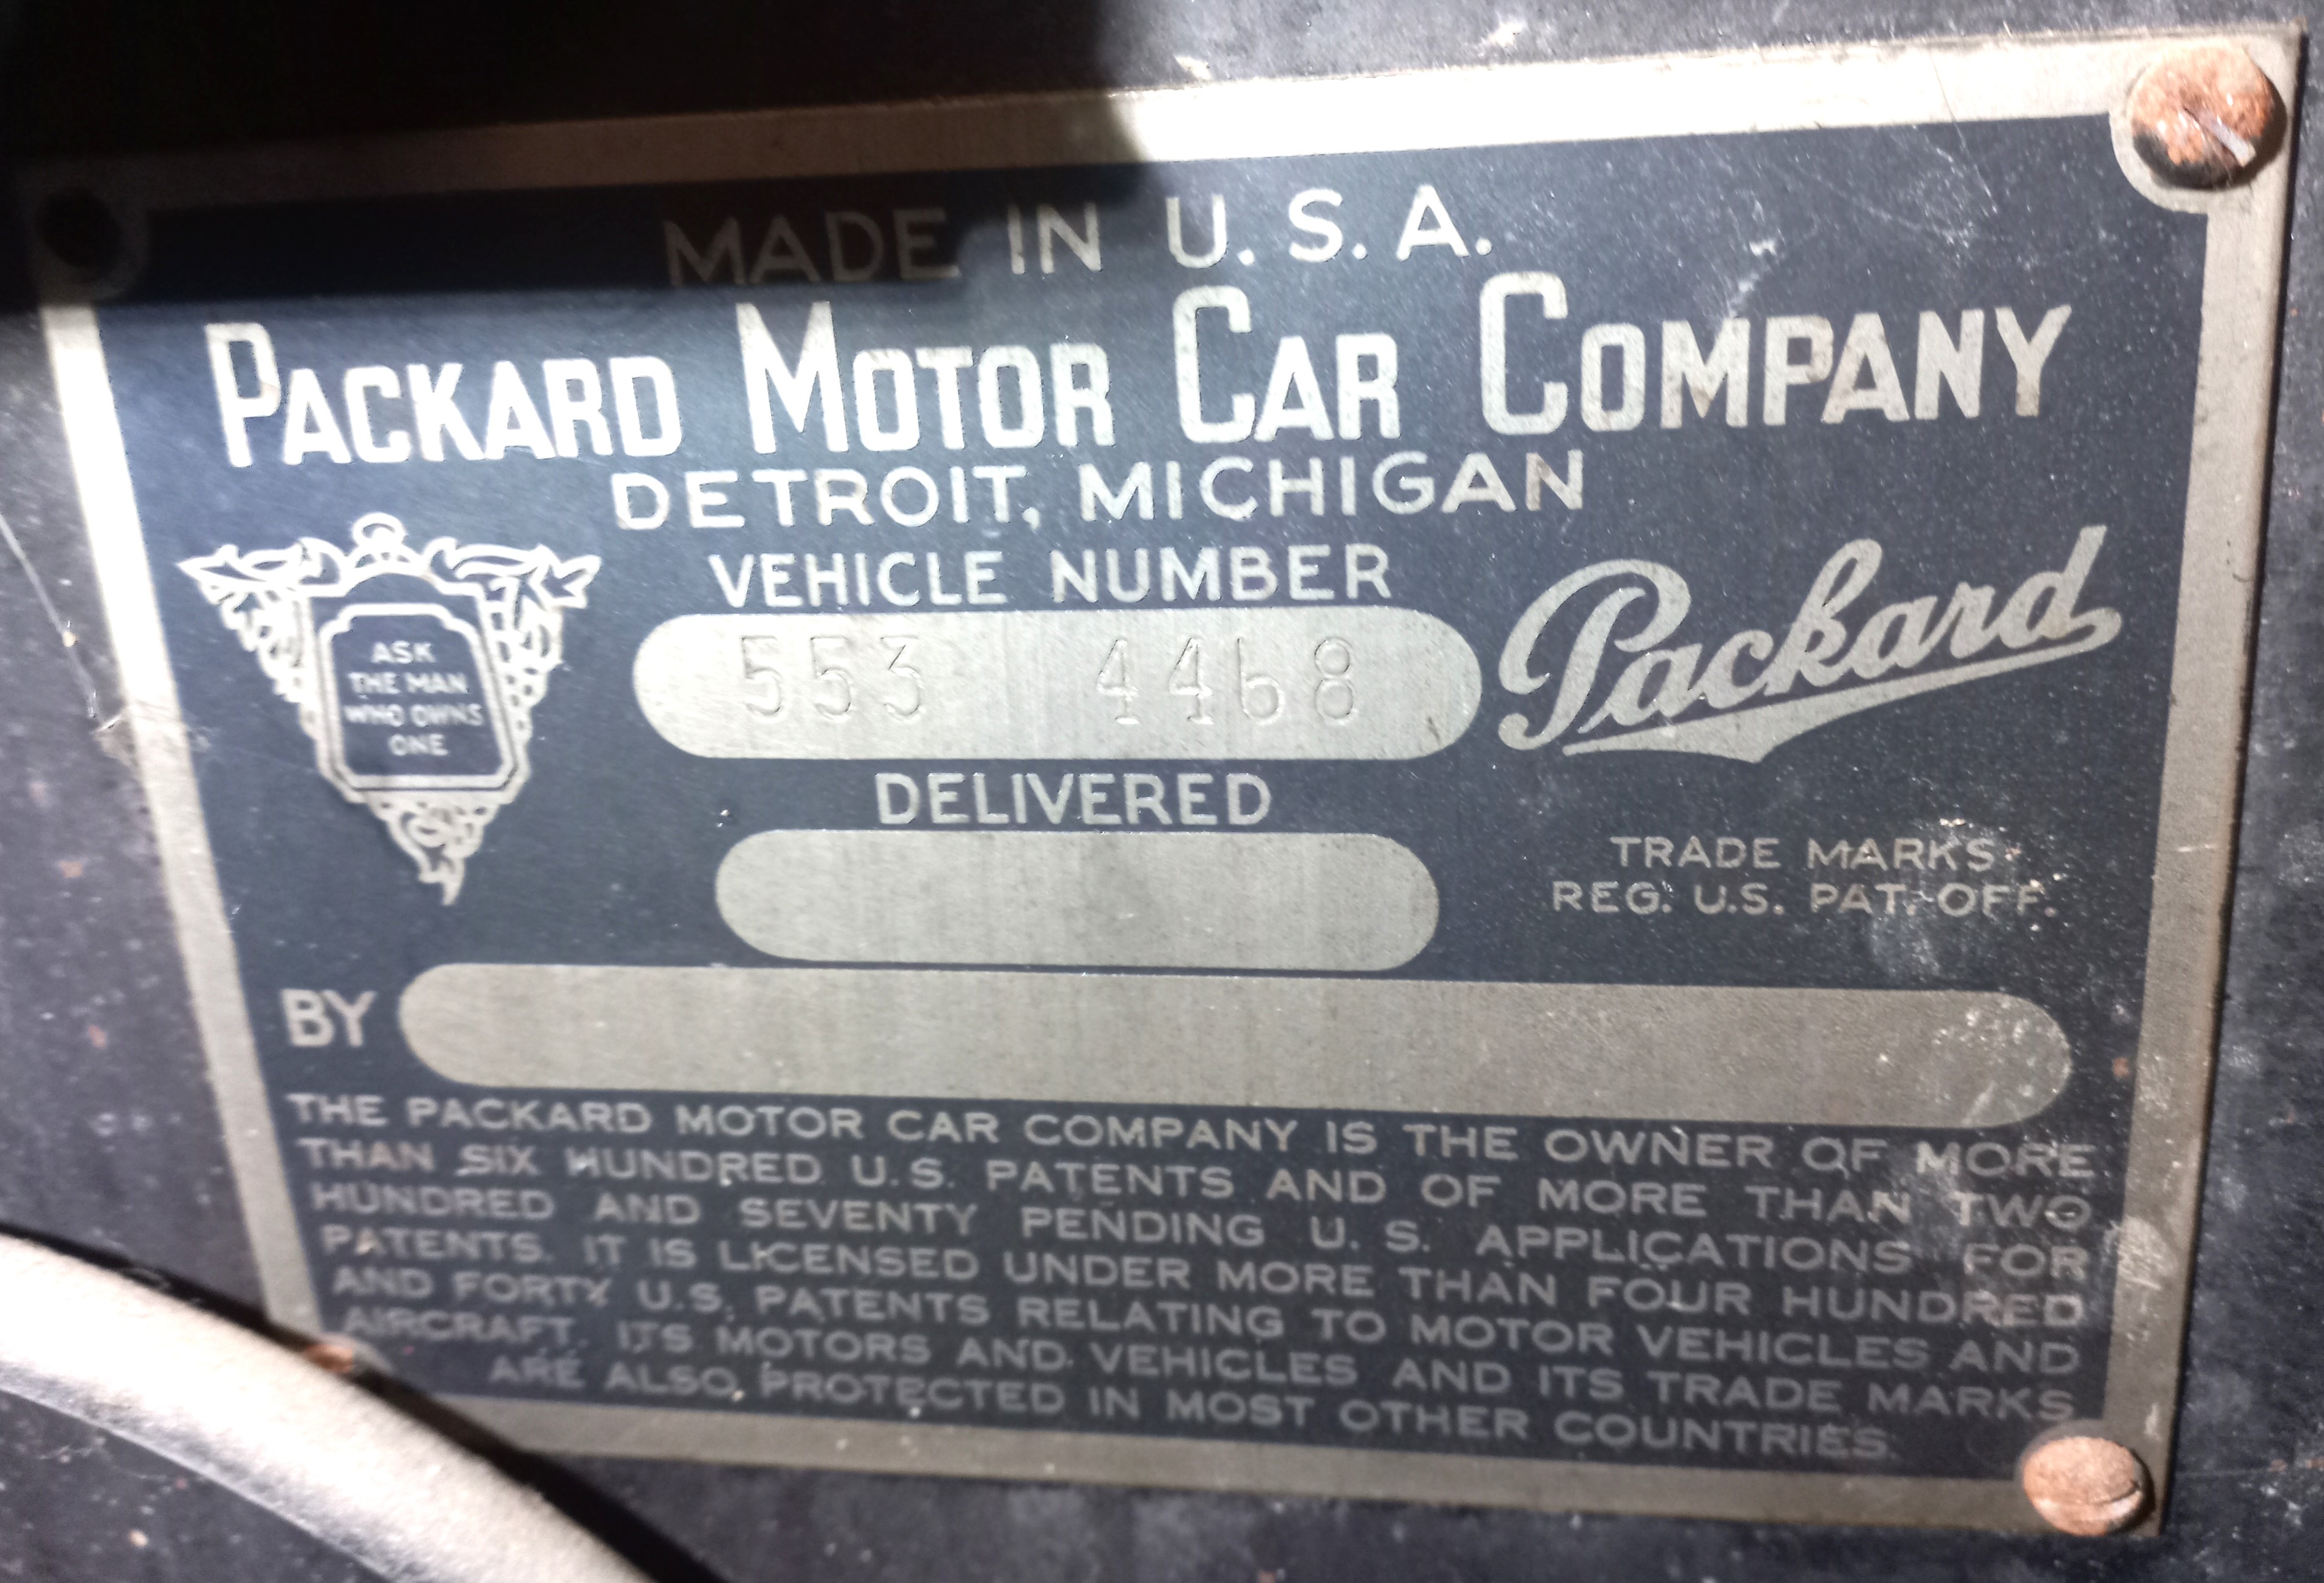 MADE IN U.S.A.
PACKARD MOTOR CAR COMPANY
DETROIT, MICHIGAN
VEHICLE NUMBER
553 4468
ASK
THE MAN
WHO OWNS
ONE
Packard
DELIVERED
TRADE MARKS
REG. U.S. PAT. OFF.
BY
THE PACKARD MOTOR CAR COMPANY IS THE OWNER OF MORE
THAN SIX HUNDRED U.S. PATENTS AND OF MORE THAN TWO
HUNDRED AND SEVENTY PENDING U.S. APPLICATIONS FOR
PATENTS. IT IS LICENSED UNDER MORE THAN FOUR HUNDRED
AND FORTY U.S. PATENTS RELATING TO MOTOR VEHICLES AND
AIRCRAFT. ITS MOTORS AND VEHICLES AND ITS TRADE MARKS
ARE ALSO PROTECTED IN MOST OTHER COUNTRIES.